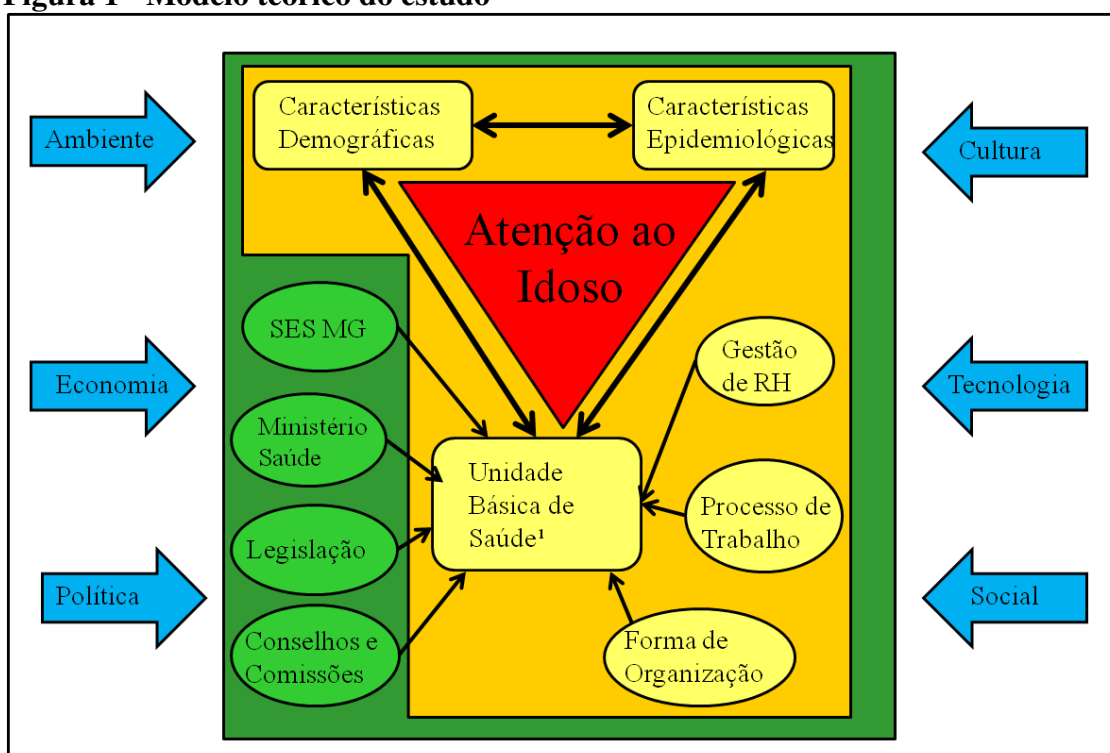 Figura 1 - Modelo teórico do estudo
Ambiente
Economia
Política
Características
Demográficas
Características
Epidemiológicas
Atenção ao
Idoso
SES MG
Ministério
Saúde
Legislação
Conselhos e
Comissões
Unidade
Básica de
Saúde¹
Gestão
de RH
Processo de
Trabalho
Forma de
Organização
Cultura
Tecnologia
Social